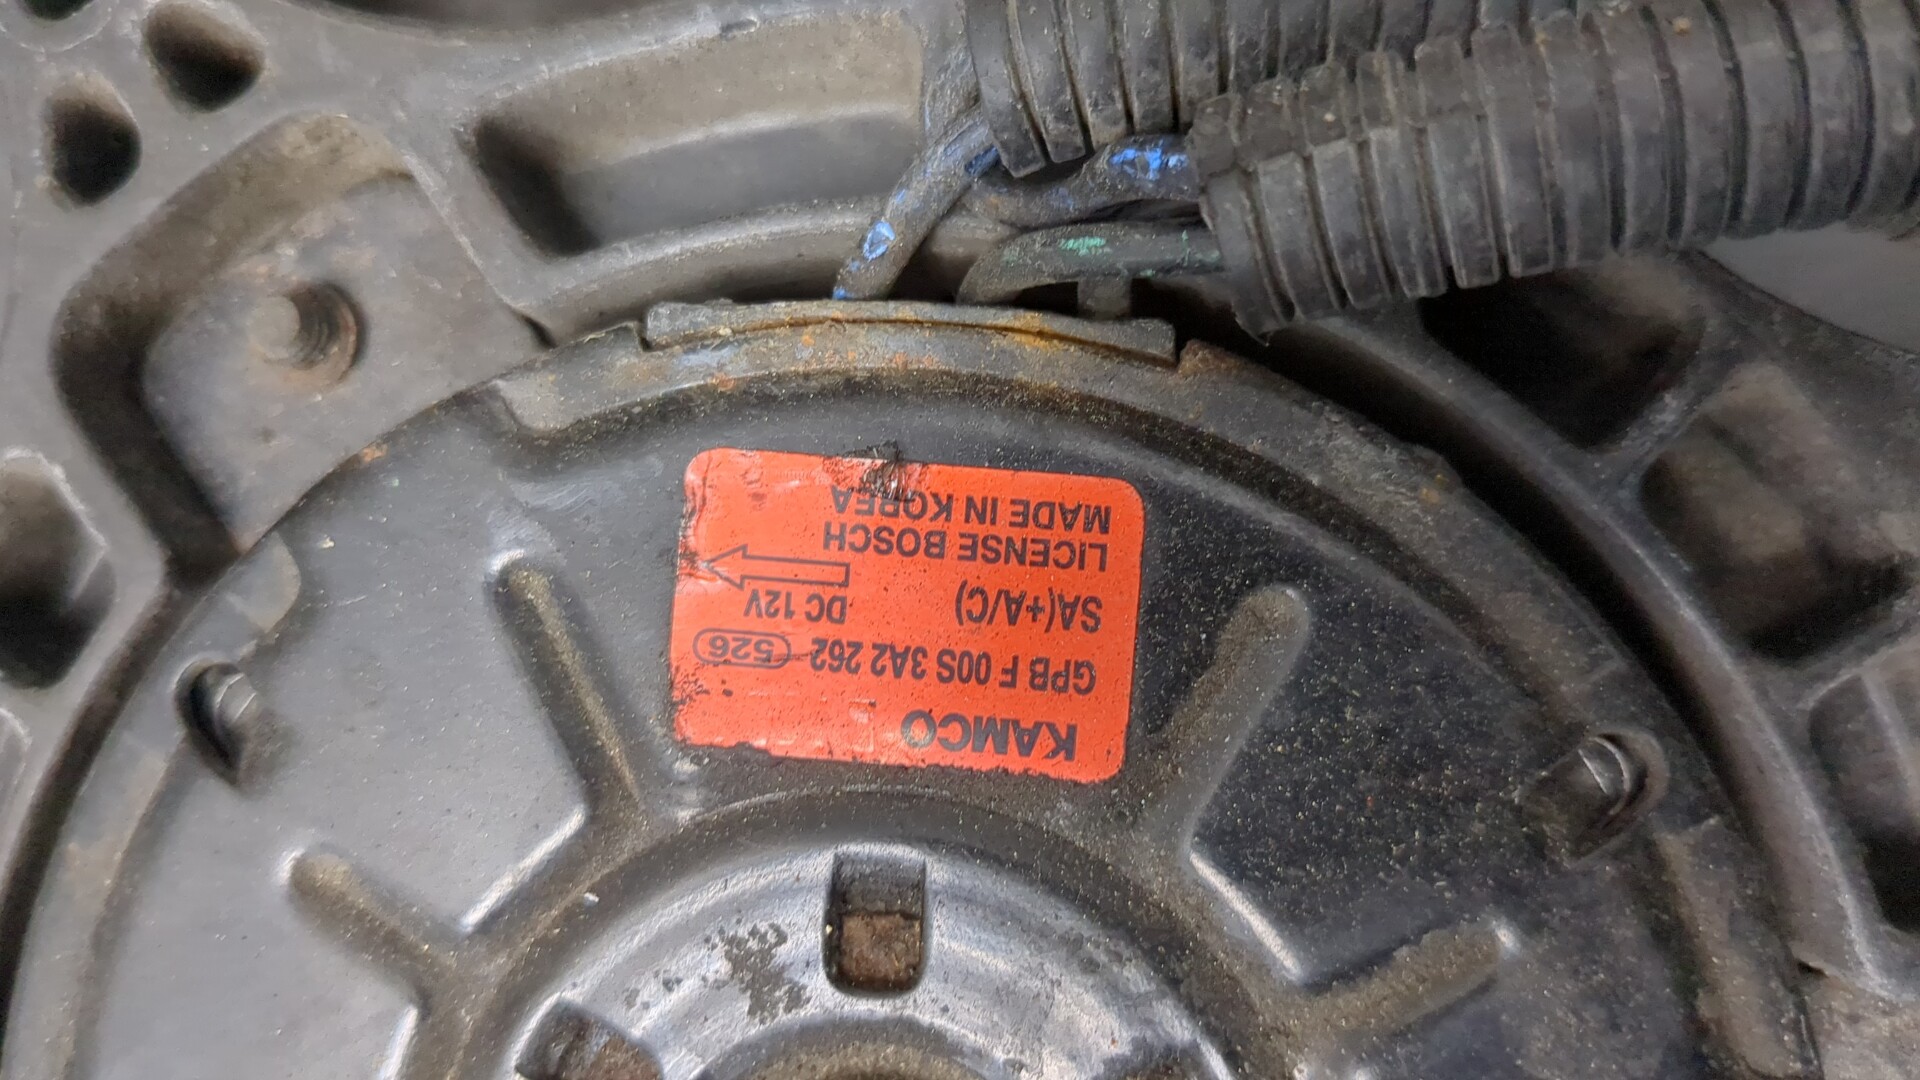 KAMCO
GPB F 00S 3A2 262 526
SA(+A/C) DC 12V
LICENSE BOSCH
MADE IN KOREA